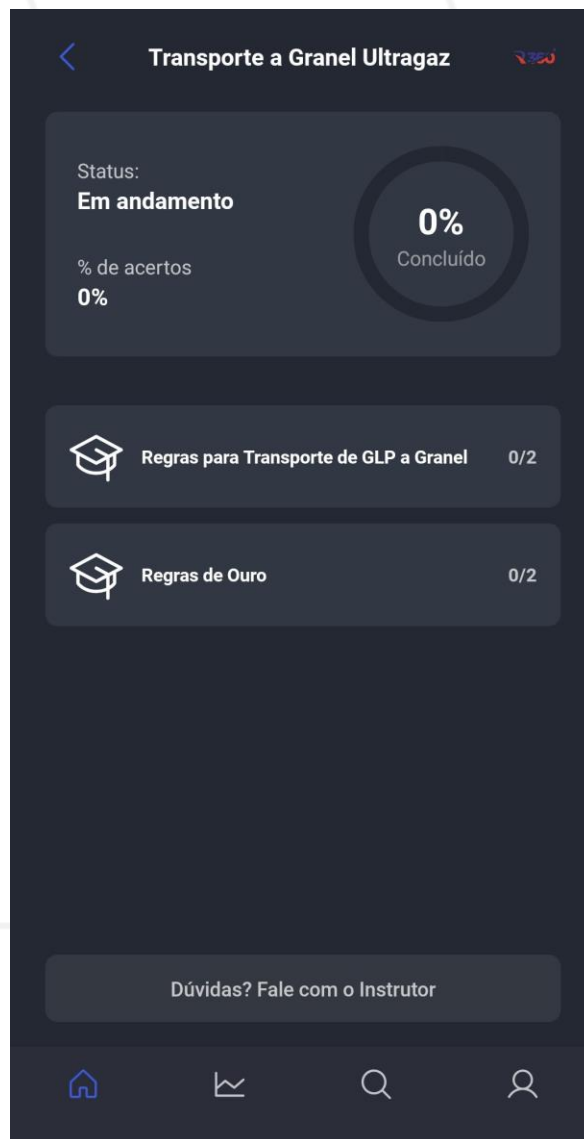 Transporte a Granel Ultragaz
R360
Status:
Em andamento
% de acertos
0%
0%
Concluído
Regras para Transporte de GLP a Granel 0/2
Regras de Ouro 0/2
Dúvidas? Fale com o Instrutor